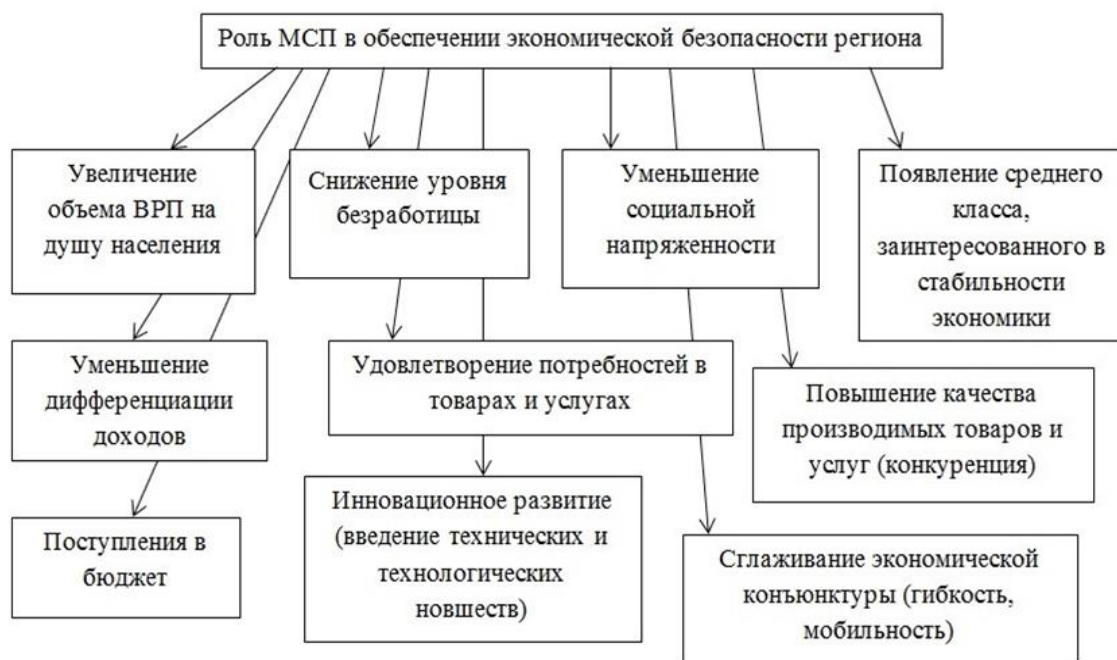 Роль МСП в обеспечении экономической безопасности региона
Увеличение
объема ВРП на
душу населения
Снижение уровня
безработицы
Уменьшение
социальной
напряженности
Появление среднего
класса,
заинтересованного в
стабильности
экономики
Уменьшение
дифференциации
доходов
Удовлетворение потребностей в
товарах и услугах
Повышение качества
производимых товаров и
услуг (конкуренция)
Поступления в
бюджет
Инновационное развитие
(введение технических и
технологических
новшеств)
Сглаживание экономической
конъюнктуры (гибкость,
мобильность)